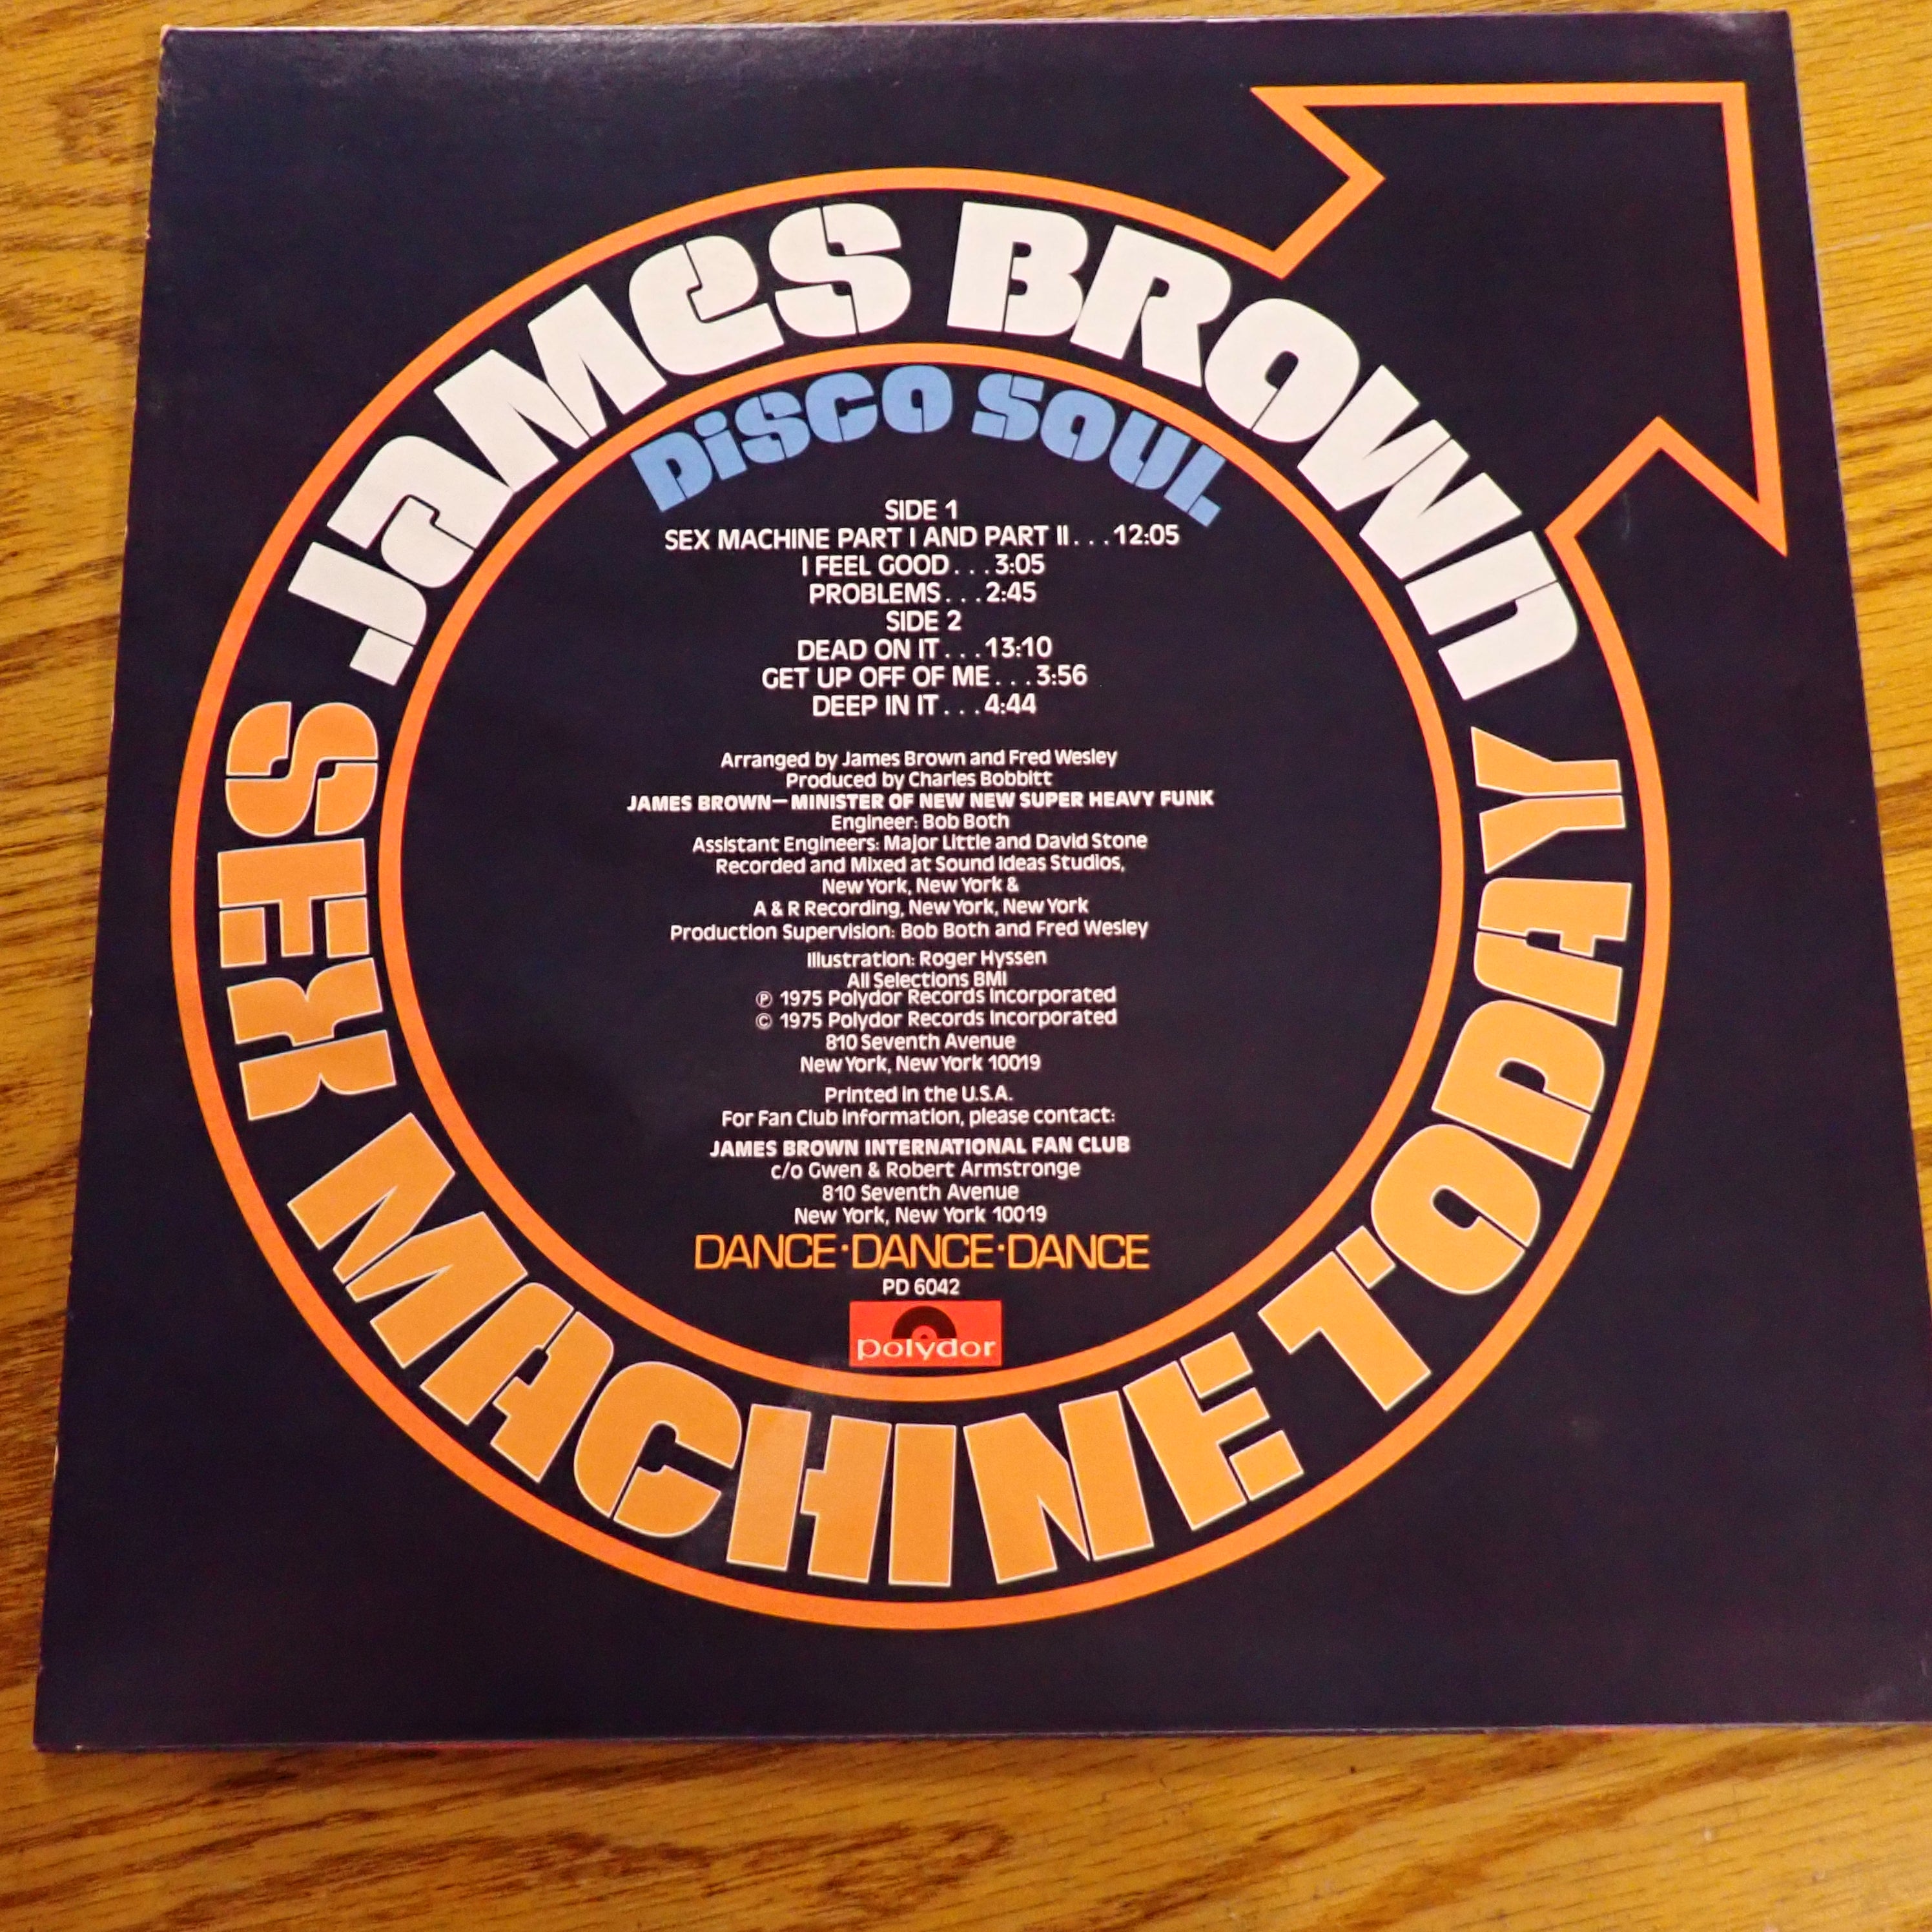 JAMES BROWN
SEX MACHINE TODAY
DISCO SOUL
SIDE 1
SEX MACHINE PART I AND PART II...12:05
I FEEL GOOD...3:05
PROBLEMS...2:45
SIDE 2
DEAD ON IT...13:10
GET UP OFF OF ME...3:56
DEEP IN IT...4:44
Arranged by James Brown and Fred Wesley
Produced by Charles Bobbitt
JAMES BROWN—MINISTER OF NEW NEW SUPER HEAVY FUNK
Engineer: Bob Both
Assistant Engineers: Major Little and David Stone
Recorded and Mixed at Sound Ideas Studios,
New York, New York &
A & R Recording, New York, New York
Production Supervision: Bob Both and Fred Wesley
Illustration: Roger Hyssen
All Selections BMI
℗ 1975 Polydor Records Incorporated
© 1975 Polydor Records Incorporated
810 Seventh Avenue
New York, New York 10019
Printed in the U.S.A.
For Fan Club Information, please contact:
JAMES BROWN INTERNATIONAL FAN CLUB
c/o Gwen & Robert Armstronge
810 Seventh Avenue
New York, New York 10019
DANCE·DANCE·DANCE
PD 6042
polydor